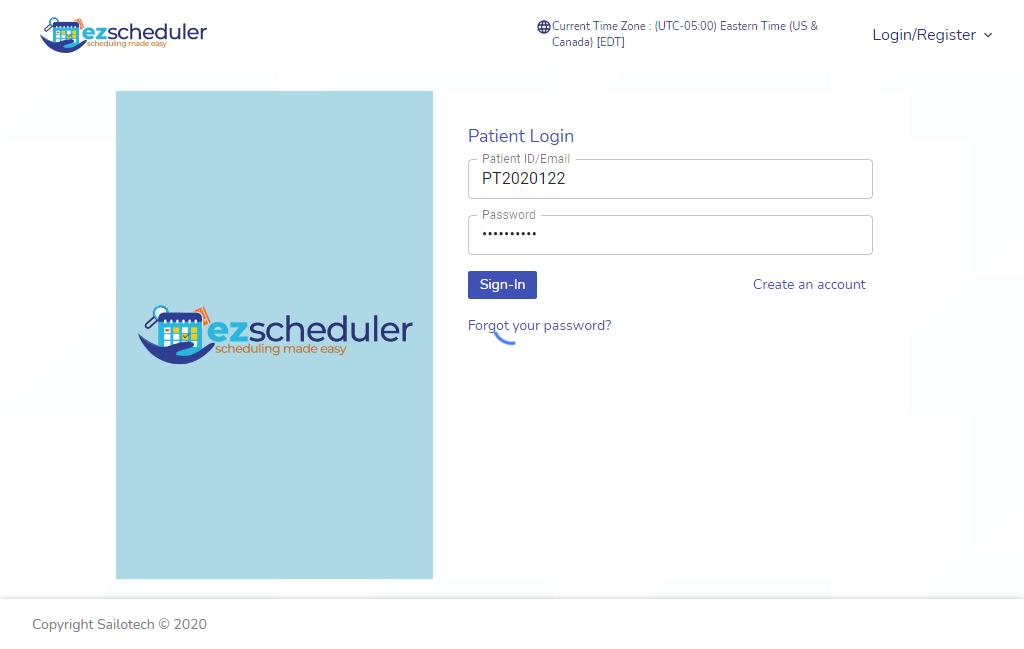 ezscheduler
scheduling made easy
Current Time Zone : (UTC-05:00) Eastern Time (US &
Canada) [EDT]
Login/Register
Patient Login
Patient ID/Email
PT2020122
Password
••••••••••
Sign-In
Create an account
Forgot your password?
ezscheduler
scheduling made easy
Copyright Sailotech © 2020